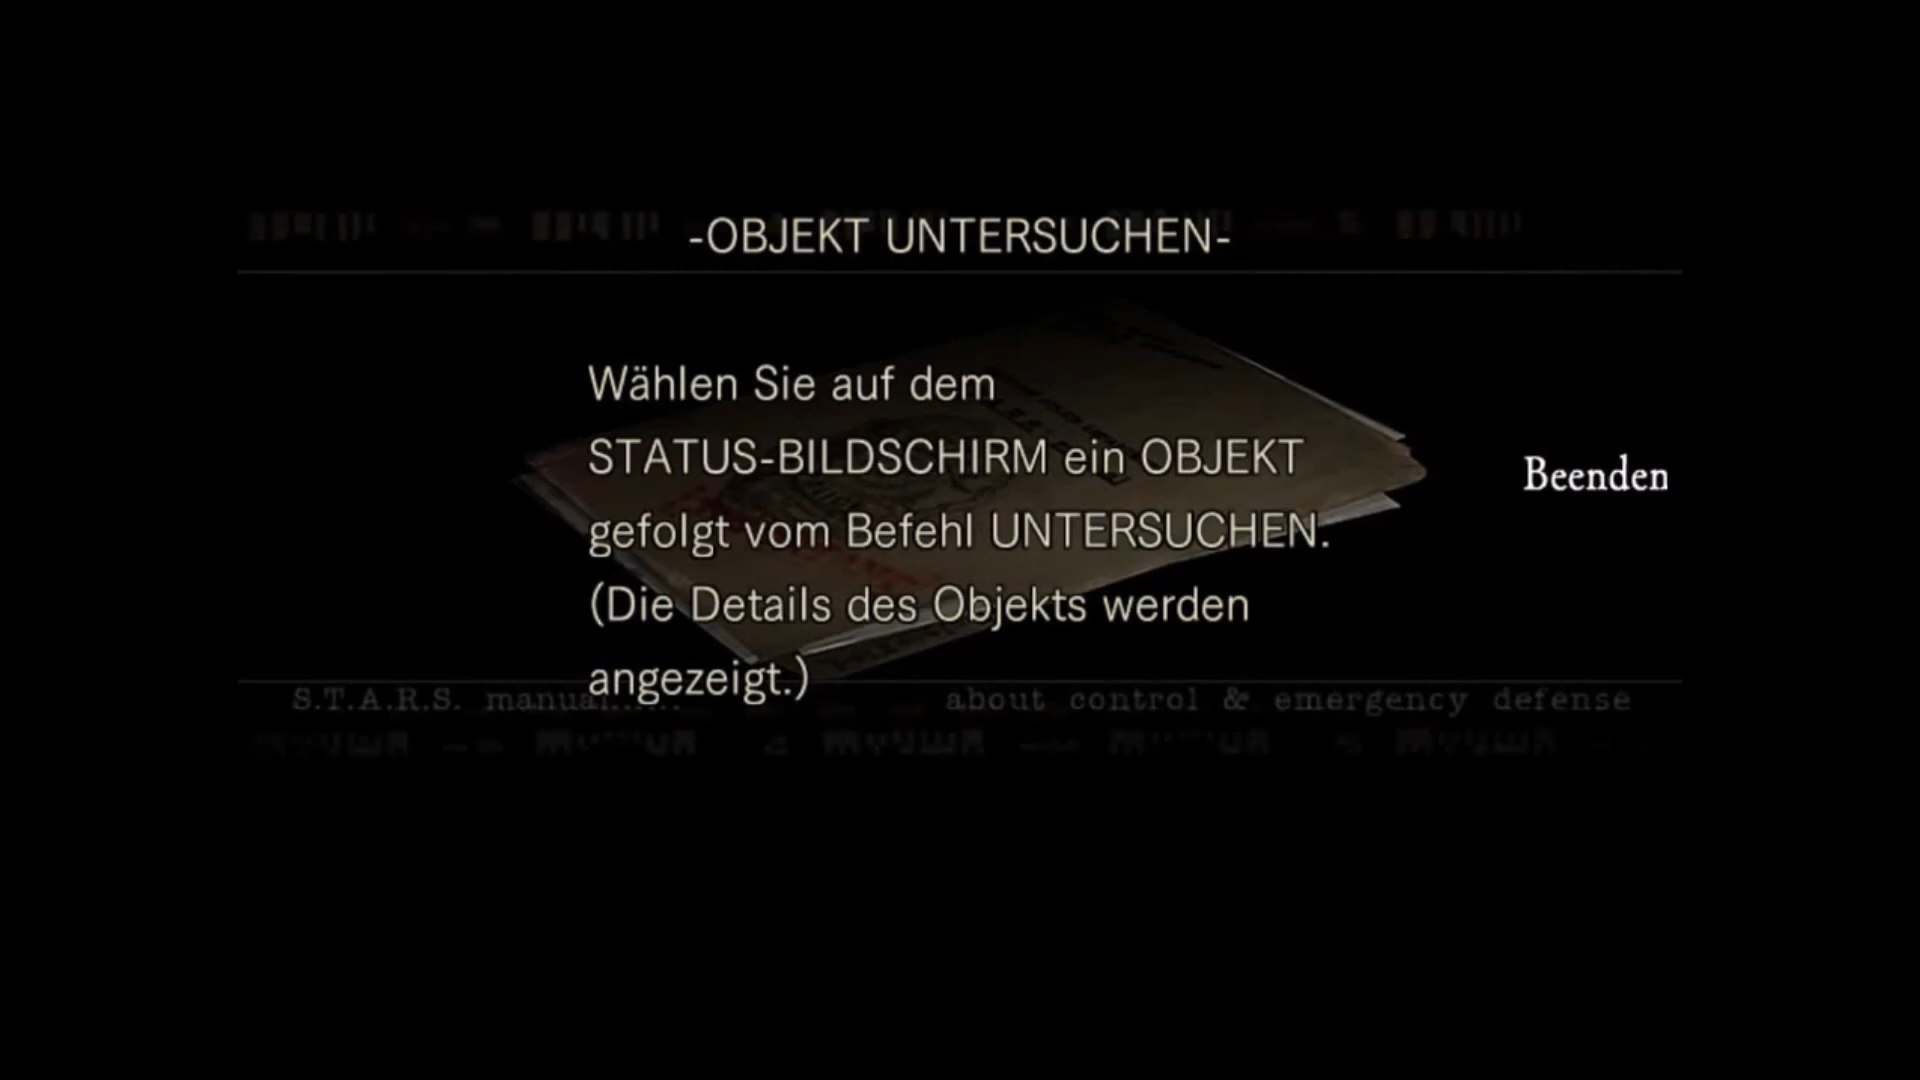 -OBJEKT UNTERSUCHEN-
Wählen Sie auf dem
STATUS-BILDSCHIRM ein OBJEKT
gefolgt vom Befehl UNTERSUCHEN.
(Die Details des Objekts werden
angezeigt.)
Beenden
S.T.A.R.S. manual...... about control & emergency defense